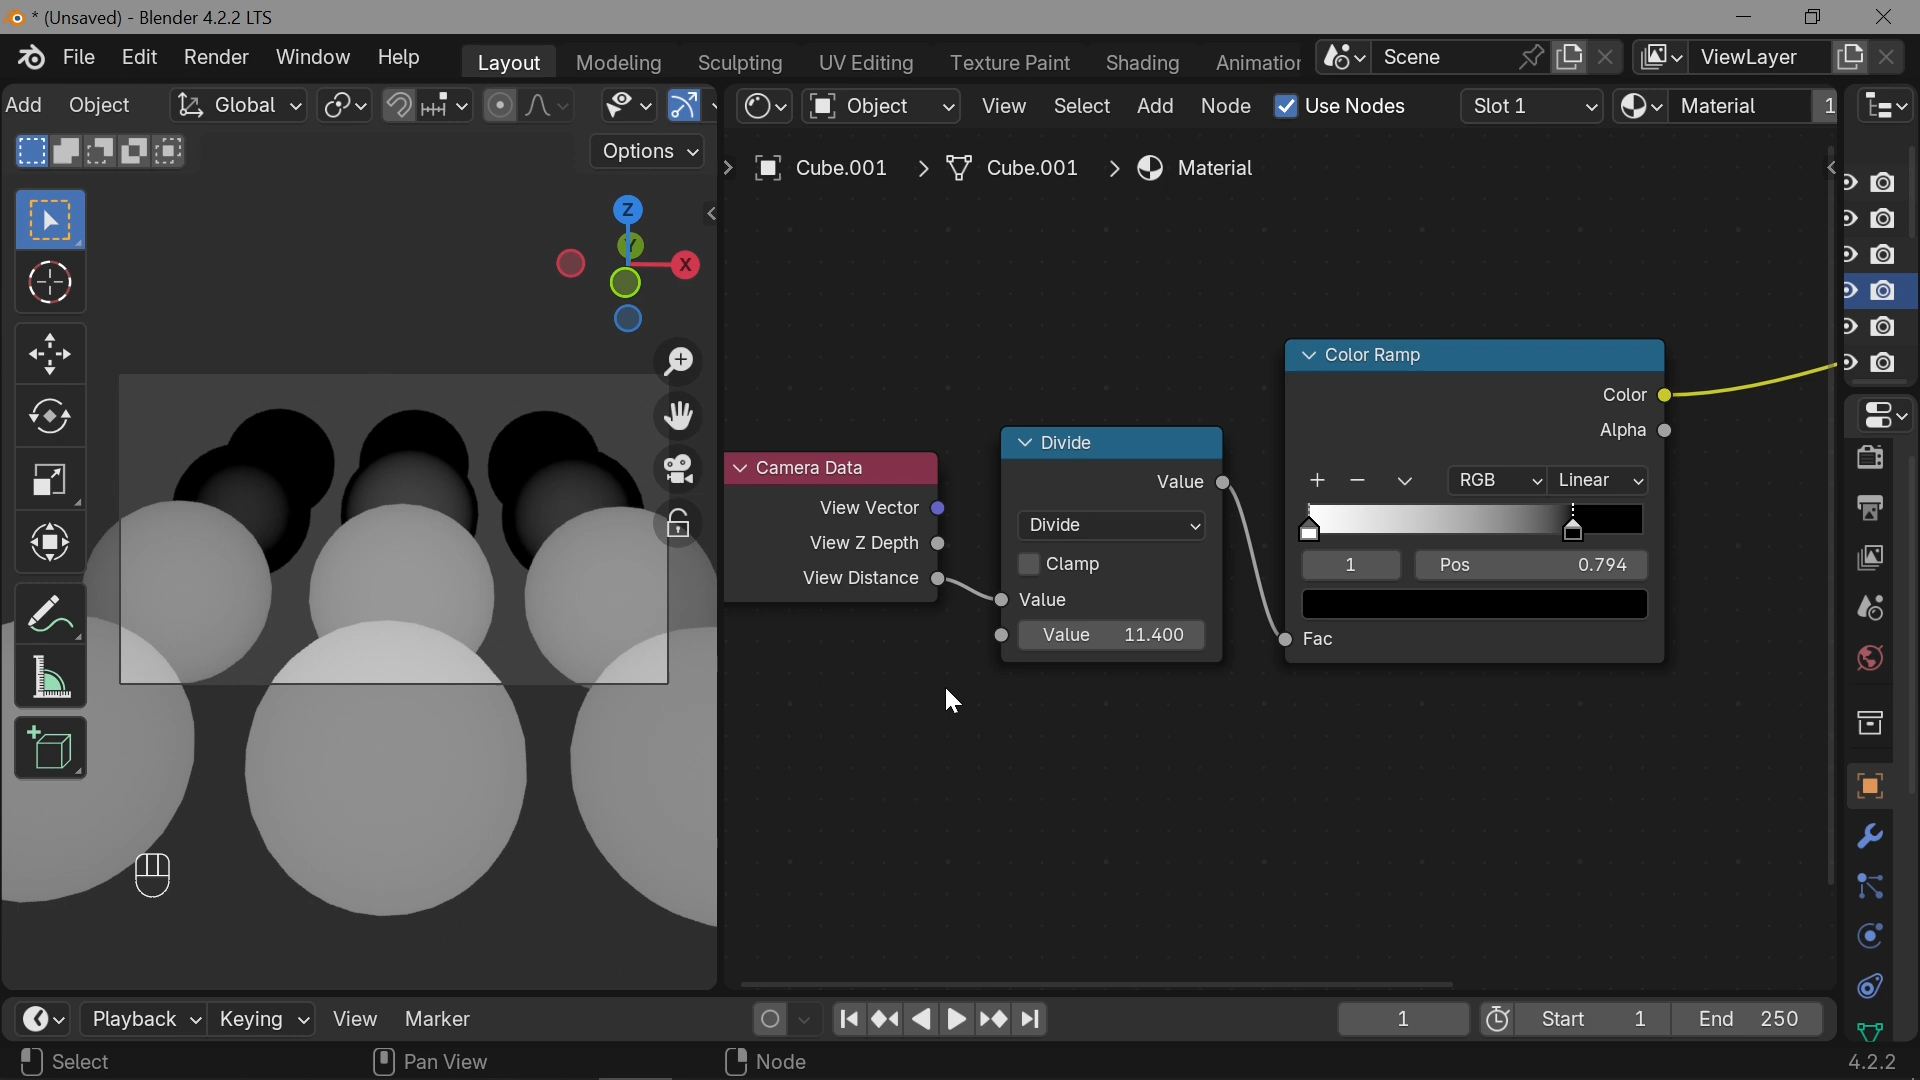 * (Unsaved) - Blender 4.2.2 LTS
File Edit Render Window Help Layout Modeling Sculpting UV Editing Texture Paint Shading Scene ViewLayer
Add Object Global Object View Select Add Node Use Nodes Slot 1 Material 1
Options
Cube.001 Cube.001 Material
Z
Y
X
Color Ramp
Color
Alpha
RGB Linear
1 Pos 0.794
Fac
Divide
Value
Divide
Clamp
Value
Value 11.400
Camera Data
View Vector
View Z Depth
View Distance
Playback Keying View Marker 1 Start 1 End 250
Select Pan View Node 4.2.2